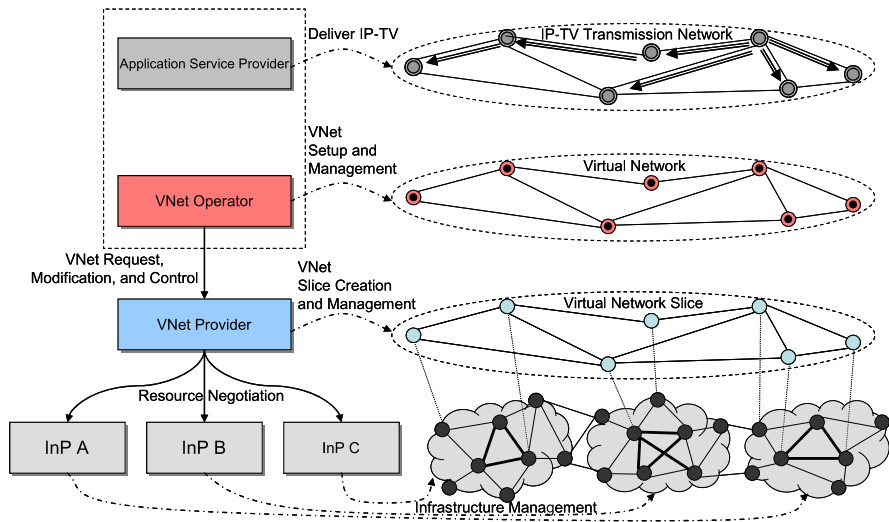 Deliver IP-TV
IP-TV Transmission Network
Application Service Provider
VNet
Setup and
Management
Virtual Network
VNet Operator
VNet Request,
Modification, and Control
VNet
Slice Creation
and Management
Virtual Network Slice
VNet Provider
Resource Negotiation
InP A
InP B
InP C
Infrastructure Management